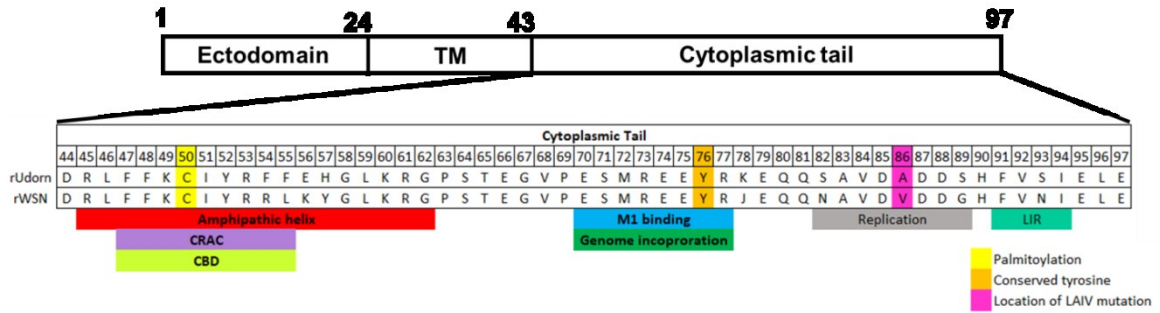 1 24 43 97
Ectodomain TM Cytoplasmic tail
Cytoplasmic Tail
44 45 46 47 48 49 50 51 52 53 54 55 56 57 58 59 60 61 62 63 64 65 66 67 68 69 70 71 72 73 74 75 76 77 78 79 80 81 82 83 84 85 86 87 88 89 90 91 92 93 94 95 96 97
rUdorn D R L F F K C I Y R F F E H G L K R G P S T E G V P E S M R E E Y R K E Q Q S A V D A D D S H F V S I E L E
rWSN D R L F F K C I Y R R L K Y G L K R G P S T E G V P E S M R E E Y R J E Q Q N A V D V D D G H F V N I E L E
Amphipathic helix M1 binding Replication LIR
CRAC Genome incoproration
CBD
Palmitoylation
Conserved tyrosine
Location of LAIV mutation